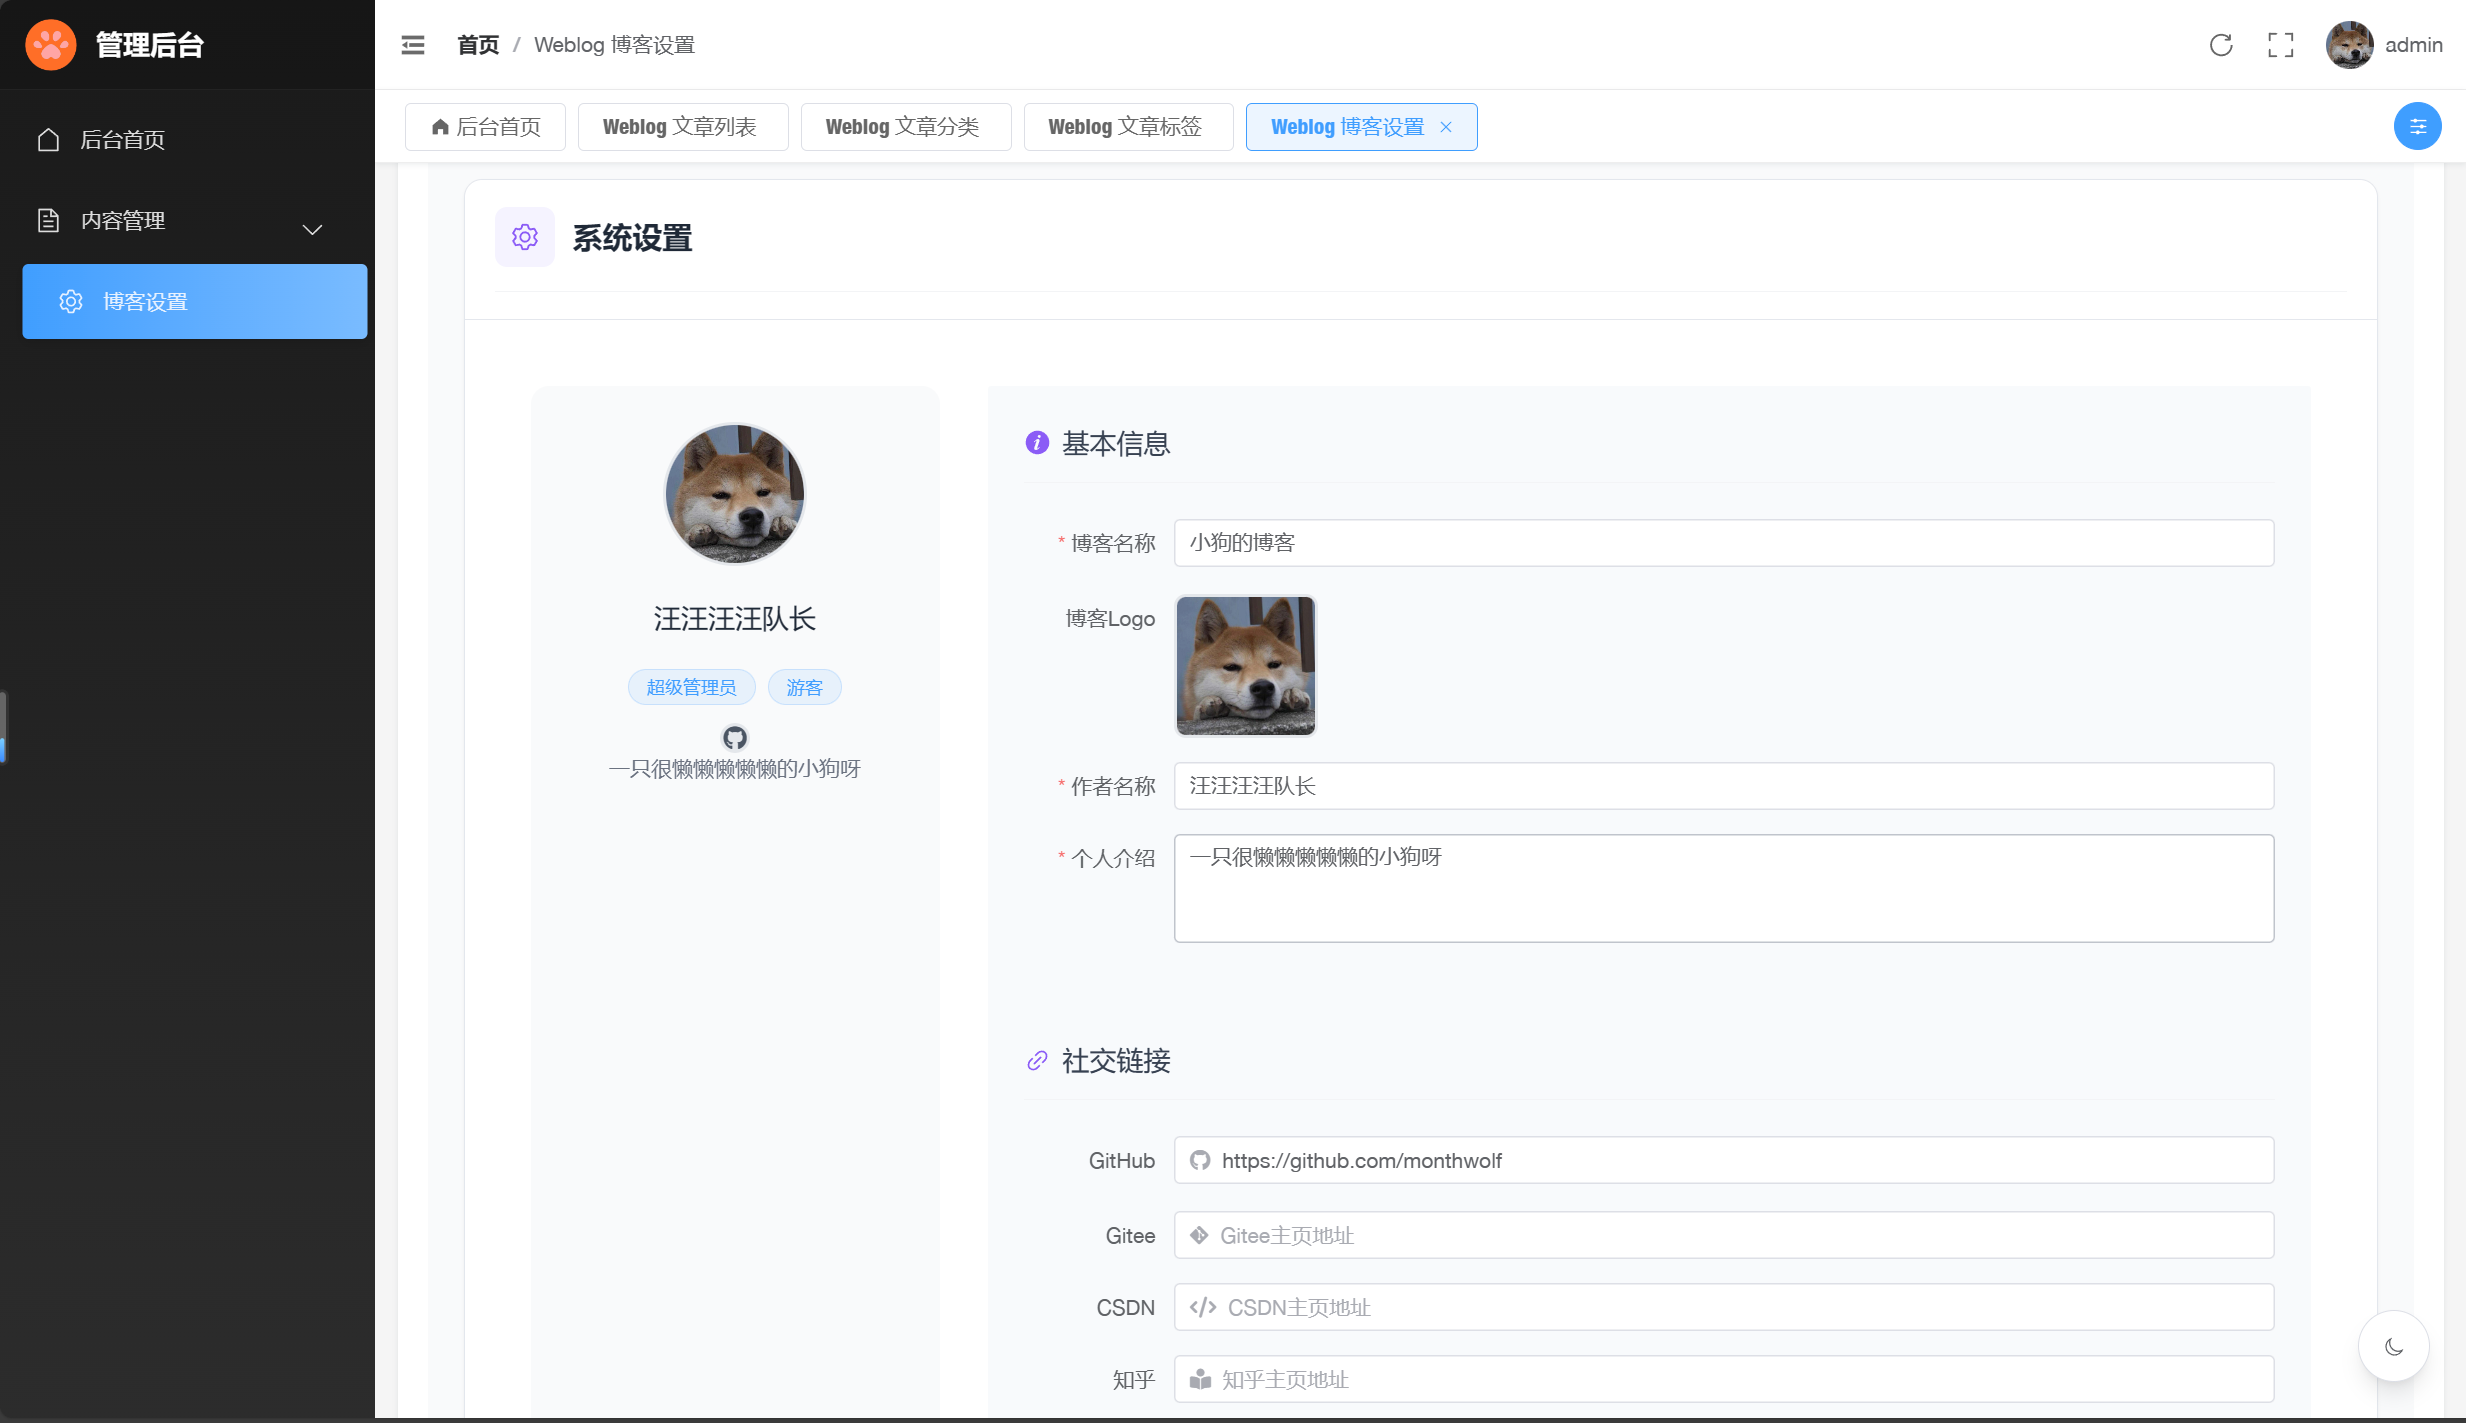 管理后台
首页 / Weblog 博客设置
admin
后台首页
Weblog 文章列表
Weblog 文章分类
Weblog 文章标签
Weblog 博客设置
后台首页
内容管理
博客设置
系统设置
汪汪汪汪队长
超级管理员
游客
一只很懒懒懒懒懒的小狗呀
基本信息
* 博客名称
小狗的博客
博客Logo
* 作者名称
汪汪汪汪队长
* 个人介绍
一只很懒懒懒懒懒的小狗呀
社交链接
GitHub
https://github.com/monthwolf
Gitee
Gitee主页地址
CSDN
CSDN主页地址
知乎
知乎主页地址